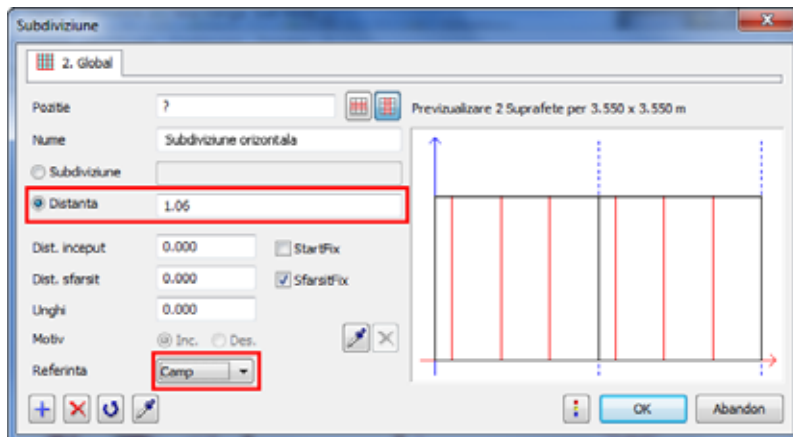 Subdiviziune
2. Global
Pozitie ?
Previzualizare 2 Suprafete per 3.550 x 3.550 m
Nume Subdiviziune orizontala
Subdiviziune
Distanta 1.06
Dist. inceput 0.000 StartFix
Dist. sfarsit 0.000 SfarsitFix
Unghi 0.000
Motiv Inc. Des.
Referinta Camp
OK Abandon